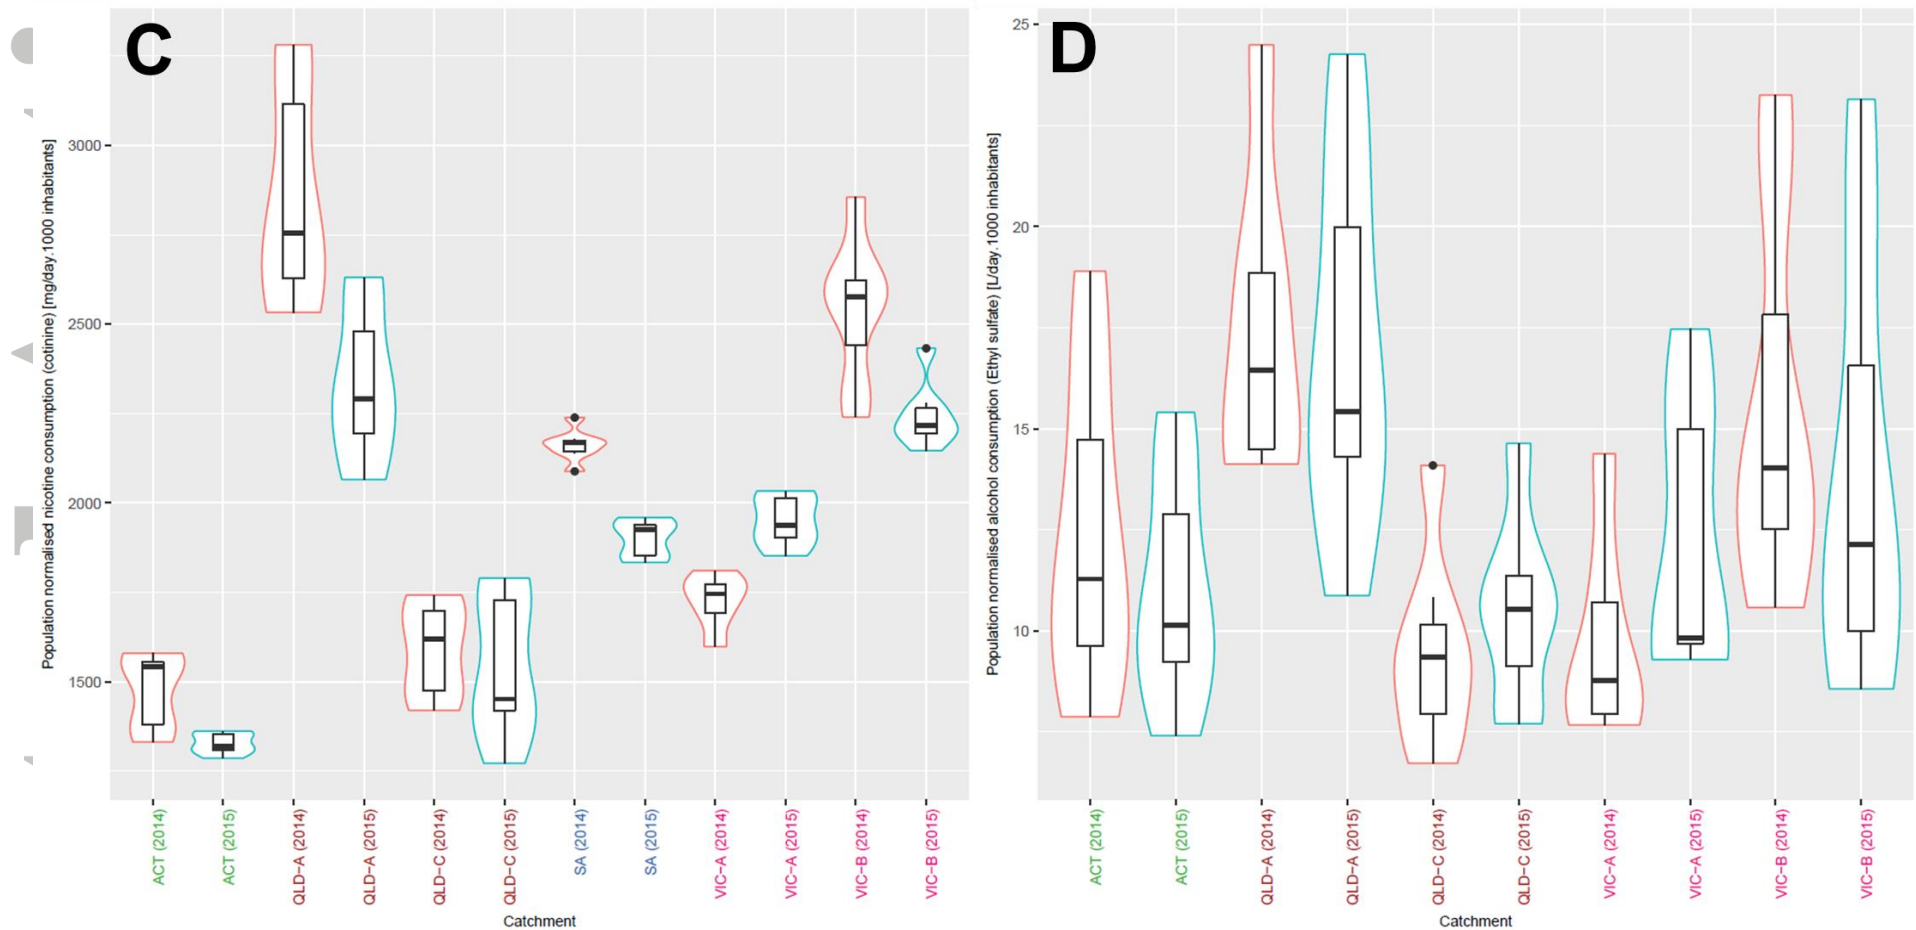 C
Population normalised nicotine consumption (cotinine) [mg/day.1000 inhabitants]
3000
2500
2000
1500
ACT (2014)
ACT (2015)
QLD−A (2014)
QLD−A (2015)
QLD−C (2014)
QLD−C (2015)
SA (2014)
SA (2015)
VIC−A (2014)
VIC−A (2015)
VIC−B (2014)
VIC−B (2015)
Catchment
D
Population normalised alcohol consumption (Ethyl sulfate) [L/day.1000 inhabitants]
25
20
15
10
ACT (2014)
ACT (2015)
QLD−A (2014)
QLD−A (2015)
QLD−C (2014)
QLD−C (2015)
VIC−A (2014)
VIC−A (2015)
VIC−B (2014)
VIC−B (2015)
Catchment